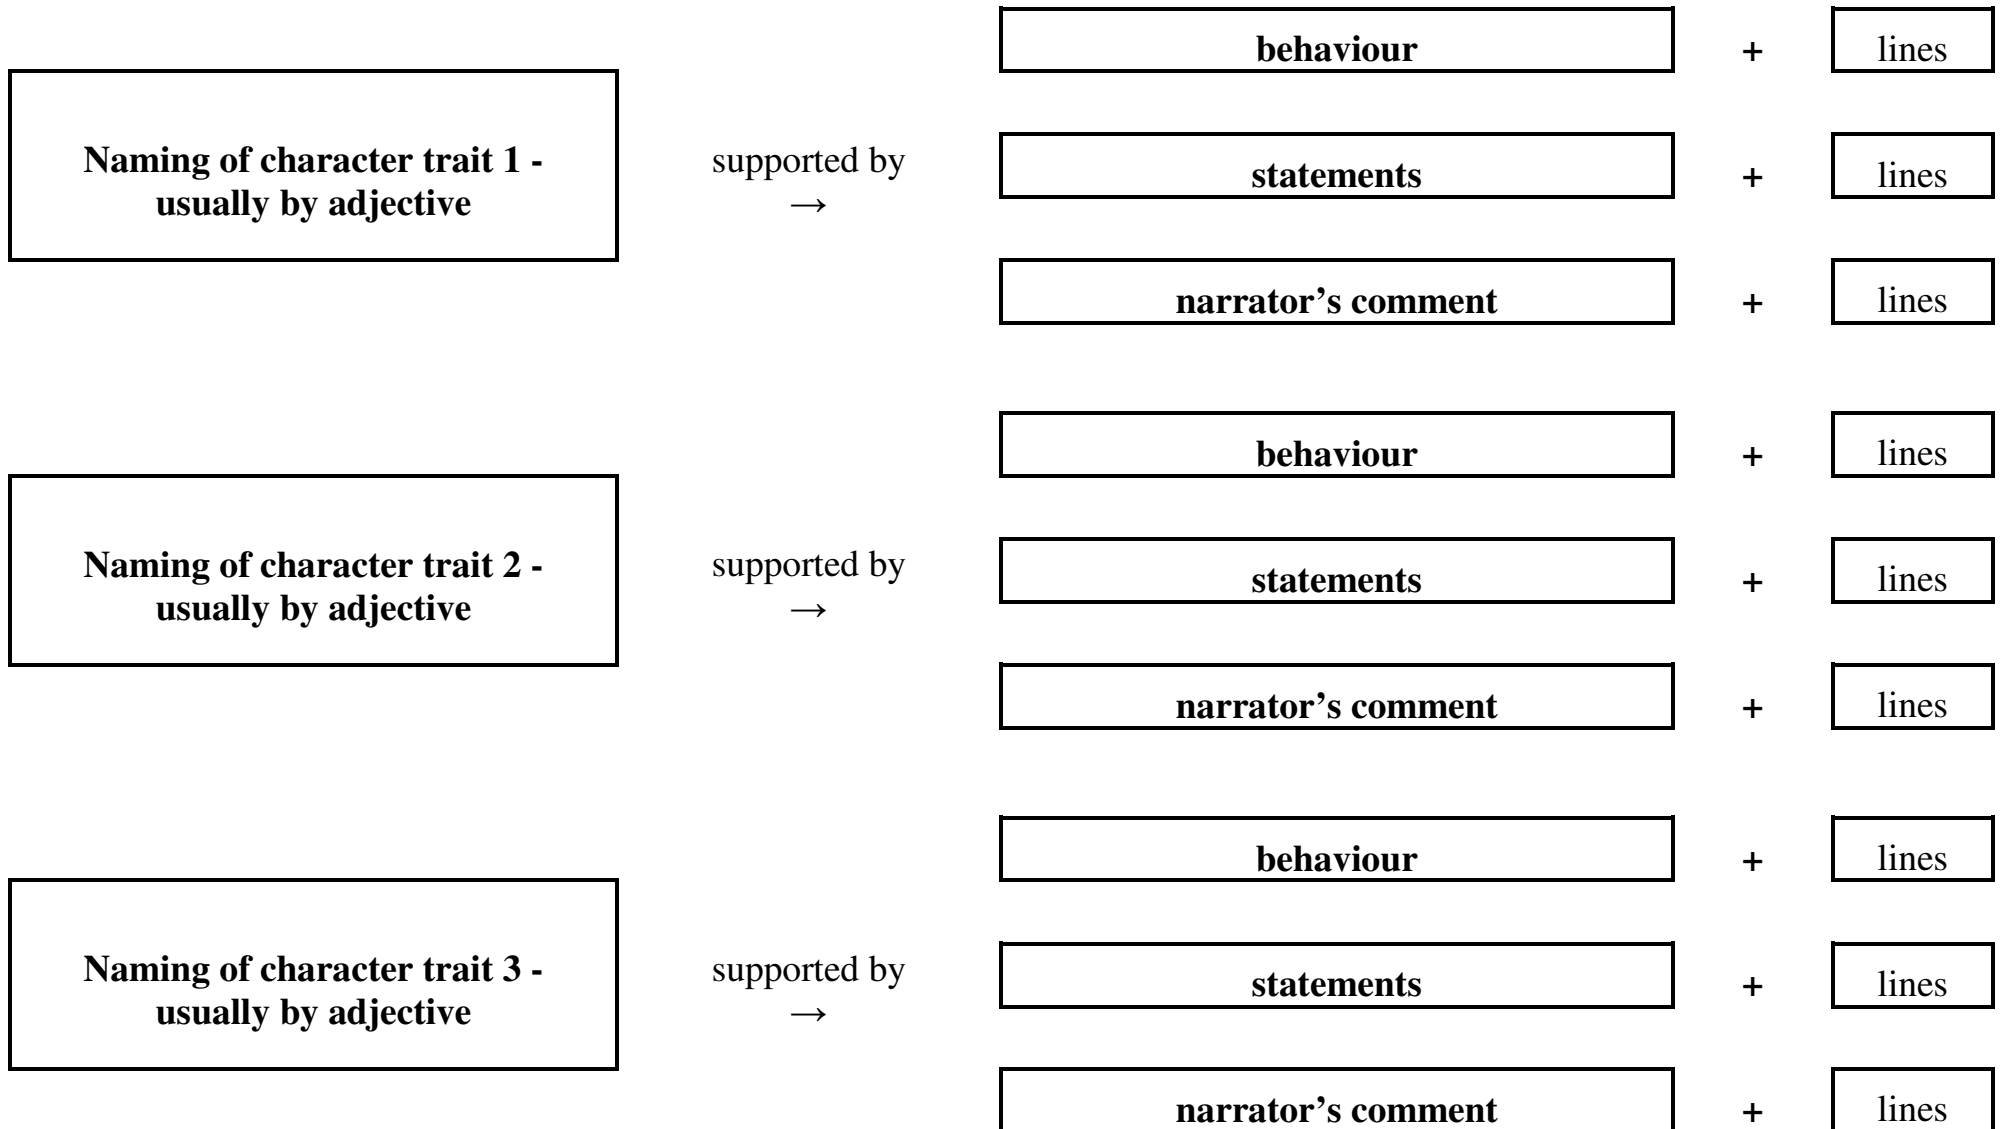 behaviour + lines
Naming of character trait 1 -
usually by adjective
supported by
→
statements + lines
narrator’s comment + lines
behaviour + lines
Naming of character trait 2 -
usually by adjective
supported by
→
statements + lines
narrator’s comment + lines
behaviour + lines
Naming of character trait 3 -
usually by adjective
supported by
→
statements + lines
narrator’s comment + lines